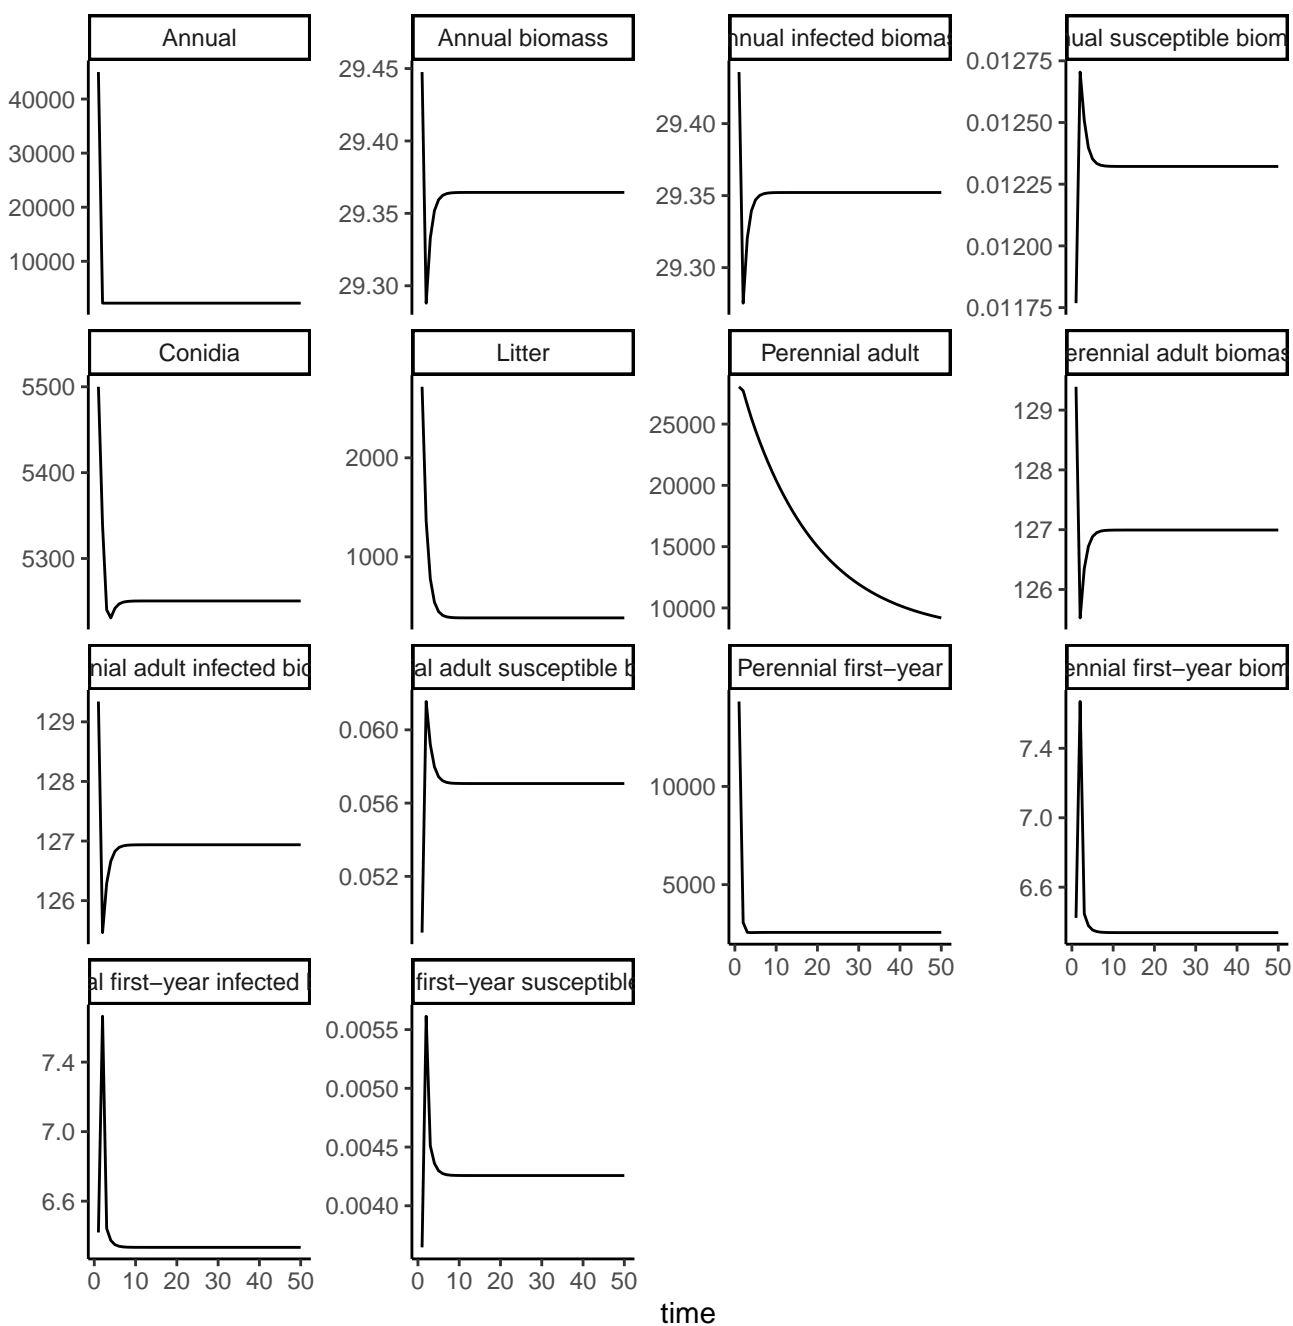 Annual
Annual biomass
nnual infected biomas
ual susceptible biom
40000
30000
20000
10000
29.45
29.40
29.35
29.30
29.40
29.35
29.30
0.01275
0.01250
0.01225
0.01200
0.01175
Conidia
Litter
Perennial adult
erennial adult biomas
5500
5400
5300
2000
1000
25000
20000
15000
10000
129
128
127
126
nial adult infected bio
al adult susceptible b
Perennial first−year
ennial first−year biom
129
128
127
126
0.060
0.056
0.052
10000
5000
7.4
7.0
6.6
0 10 20 30 40 50
0 10 20 30 40 50
al first−year infected
first−year susceptible
7.4
7.0
6.6
0.0055
0.0050
0.0045
0.0040
0 10 20 30 40 50
0 10 20 30 40 50
time